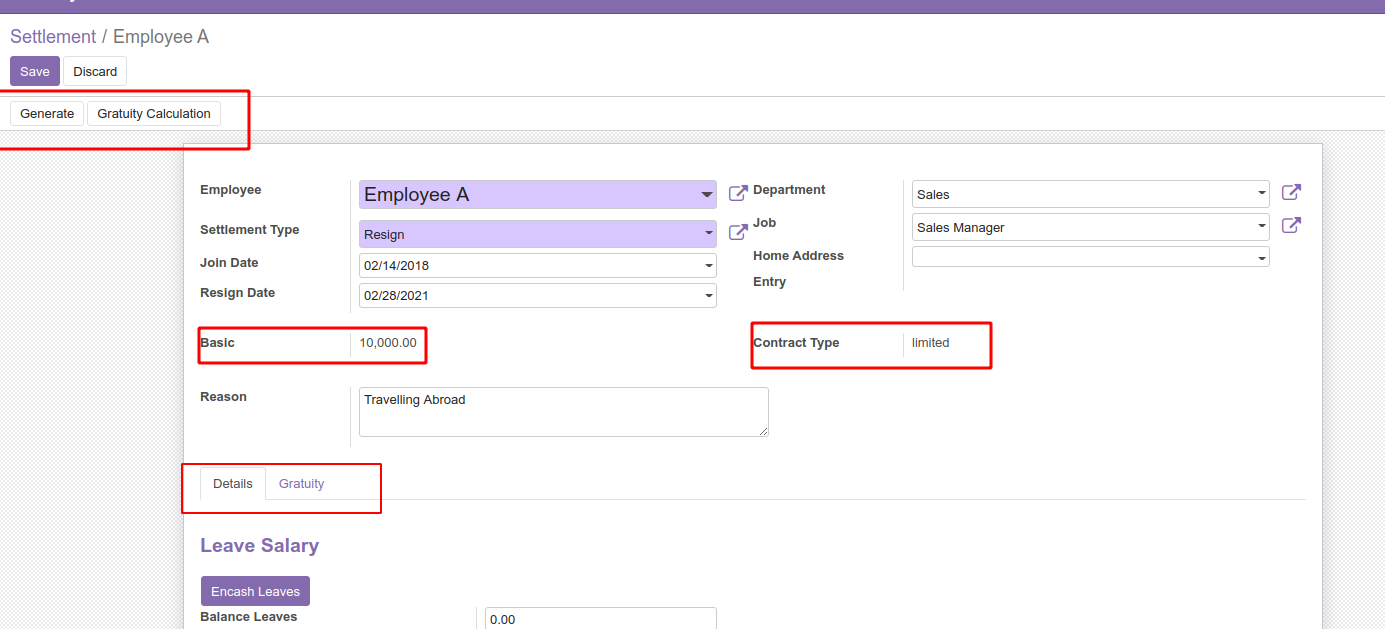 Settlement / Employee A
Save Discard
Generate Gratuity Calculation
Employee Employee A
Department Sales
Settlement Type Resign
Job Sales Manager
Join Date 02/14/2018
Home Address
Resign Date 02/28/2021
Entry
Basic 10,000.00
Contract Type limited
Reason Travelling Abroad
Details Gratuity
Leave Salary
Encash Leaves
Balance Leaves 0.00